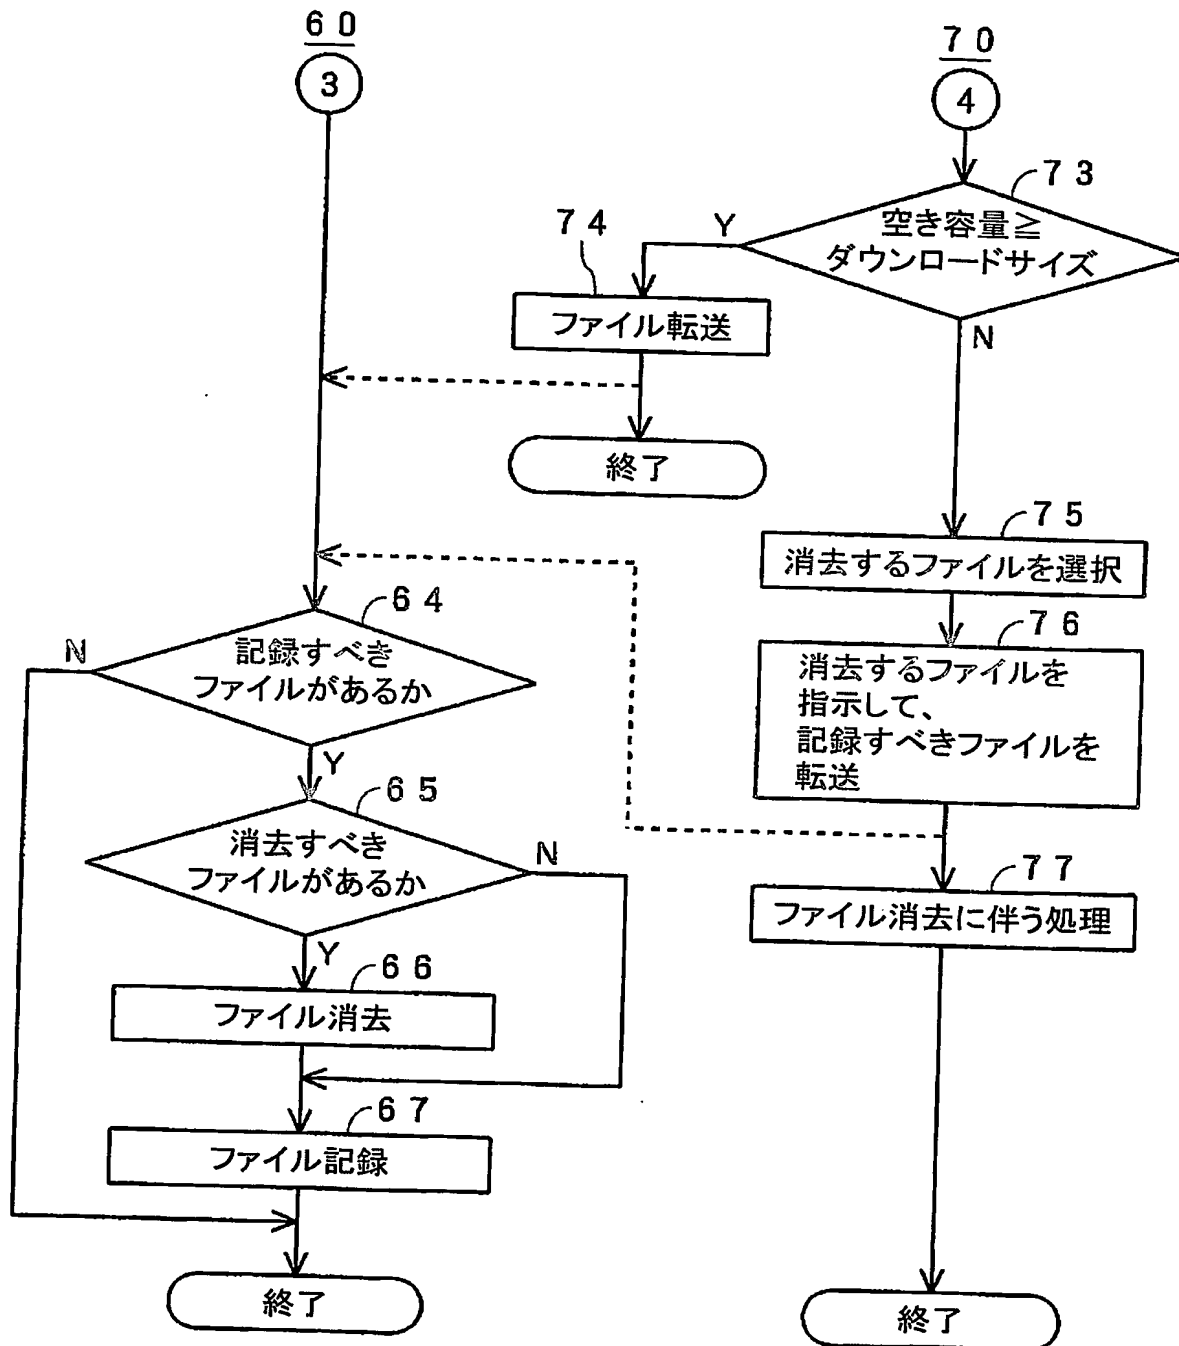 ６０
3
７０
4
７３
空き容量≧
ダウンロードサイズ
Y
N
７４
ファイル転送
終了
７５
消去するファイルを選択
７６
消去するファイルを
指示して、
記録すべきファイルを
転送
７７
ファイル消去に伴う処理
終了
６４
記録すべき
ファイルがあるか
N
Y
６５
消去すべき
ファイルがあるか
N
Y
６６
ファイル消去
６７
ファイル記録
終了